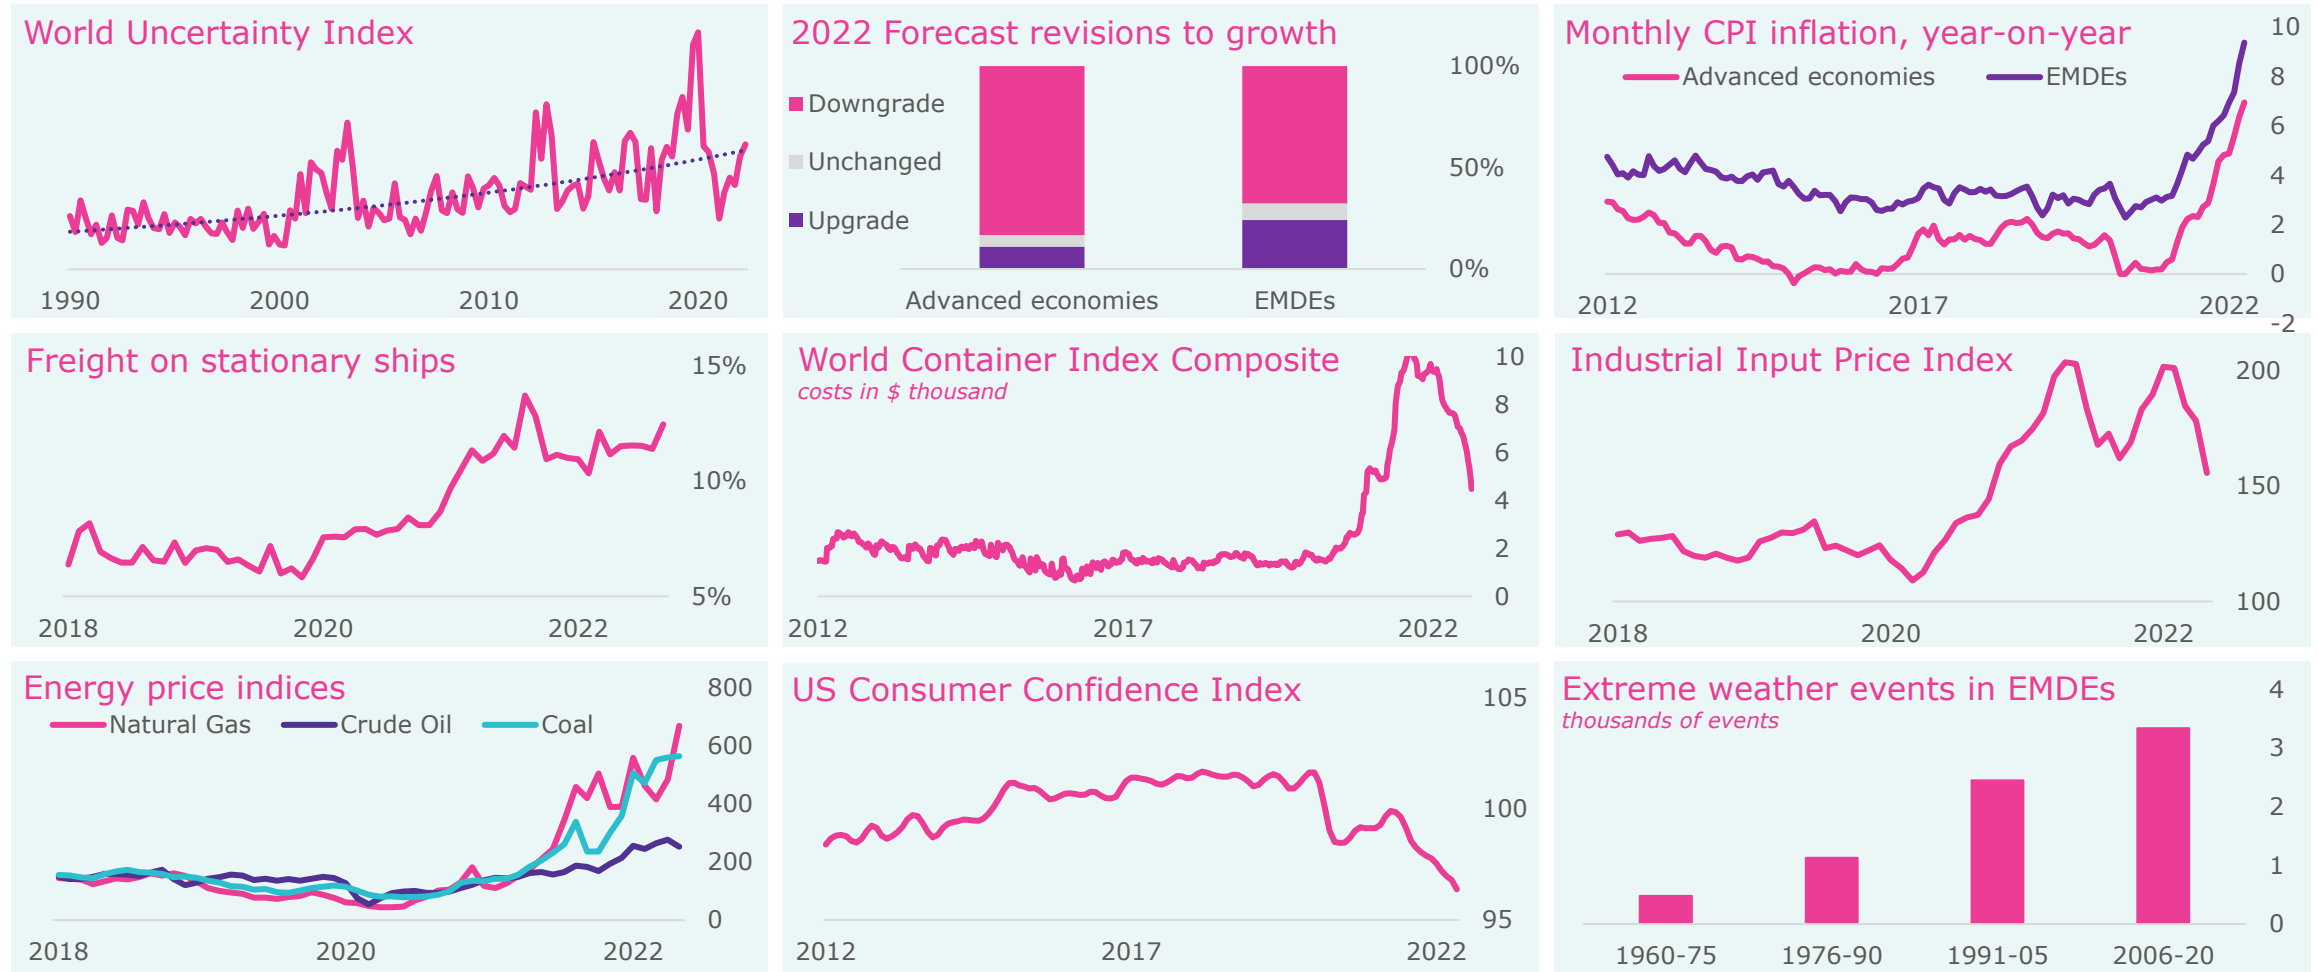 World Uncertainty Index
1990
2000
2010
2020
2022 Forecast revisions to growth
Downgrade
Unchanged
Upgrade
100%
50%
0%
Advanced economies
EMDEs
Monthly CPI inflation, year-on-year
Advanced economies
EMDEs
10
8
6
4
2
0
-2
2012
2017
2022
Freight on stationary ships
15%
10%
5%
2018
2020
2022
World Container Index Composite
costs in $ thousand
10
8
6
4
2
0
2012
2017
2022
Industrial Input Price Index
200
150
100
2018
2020
2022
Energy price indices
Natural Gas
Crude Oil
Coal
800
600
400
200
0
2018
2020
2022
US Consumer Confidence Index
105
100
95
2012
2017
2022
Extreme weather events in EMDEs
thousands of events
4
3
2
1
0
1960-75
1976-90
1991-05
2006-20